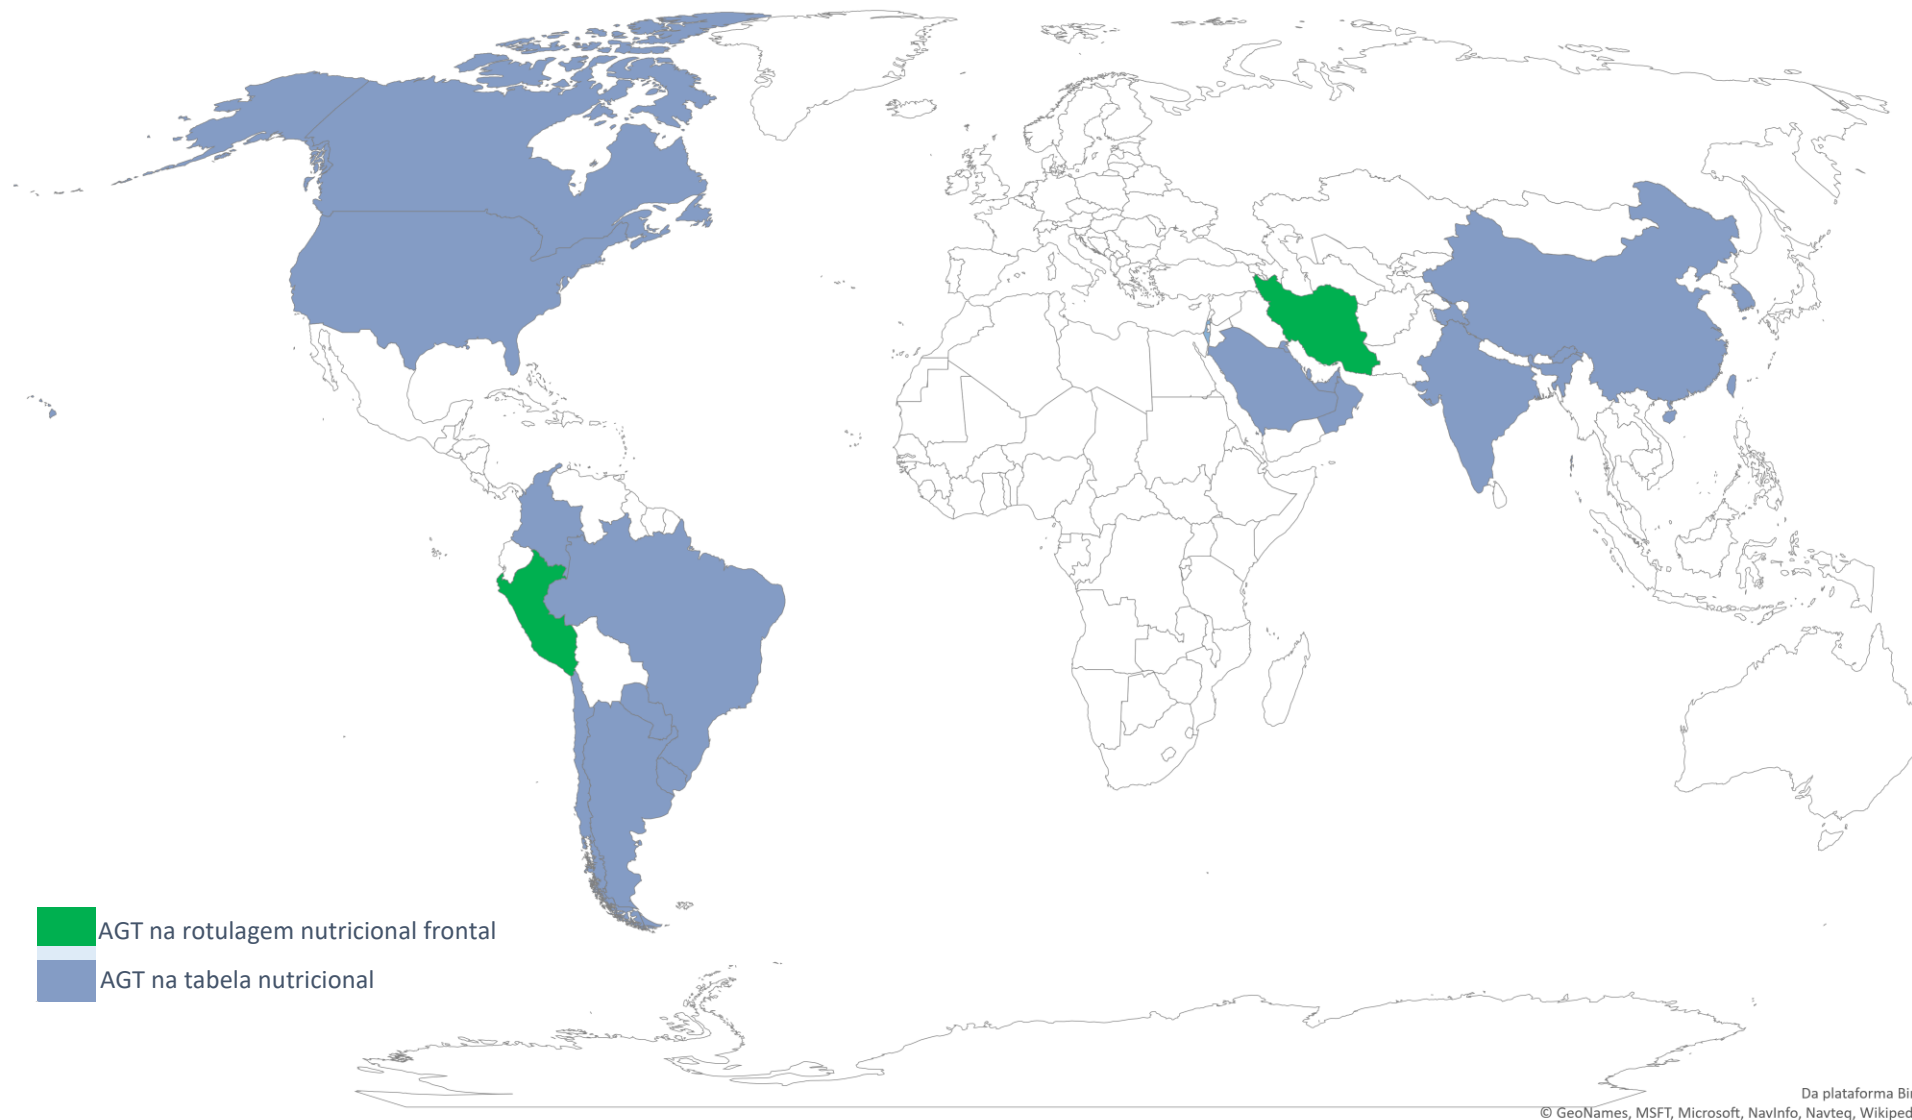 AGT na rotulagem nutricional frontal
AGT na tabela nutricional
Da plataforma
© GeoNames, MSFT, Microsoft, NavInfo, Navteq,